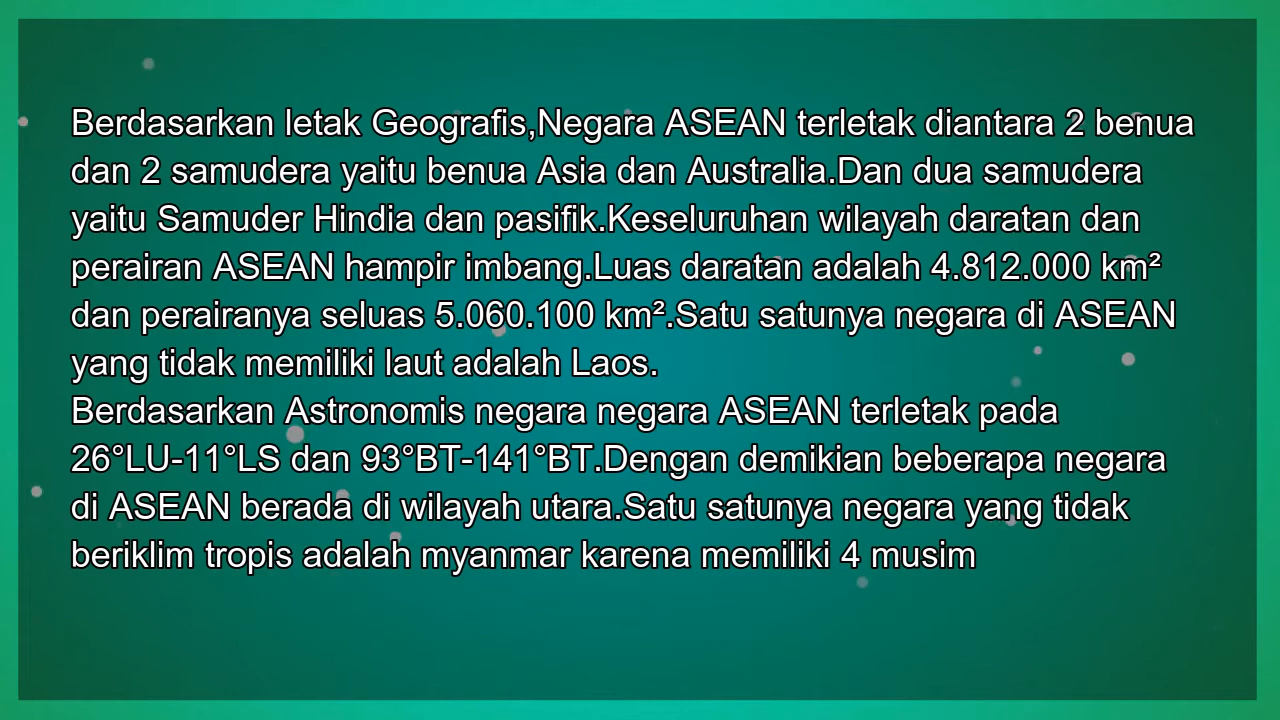 Berdasarkan letak Geografis,Negara ASEAN terletak diantara 2 benua
dan 2 samudera yaitu benua Asia dan Australia.Dan dua samudera
yaitu Samuder Hindia dan pasifik.Keseluruhan wilayah daratan dan
perairan ASEAN hampir imbang.Luas daratan adalah 4.812.000 km²
dan perairanya seluas 5.060.100 km².Satu satunya negara di ASEAN
yang tidak memiliki laut adalah Laos.
Berdasarkan Astronomis negara negara ASEAN terletak pada
26°LU-11°LS dan 93°BT-141°BT.Dengan demikian beberapa negara
di ASEAN berada di wilayah utara.Satu satunya negara yang tidak
beriklim tropis adalah myanmar karena memiliki 4 musim